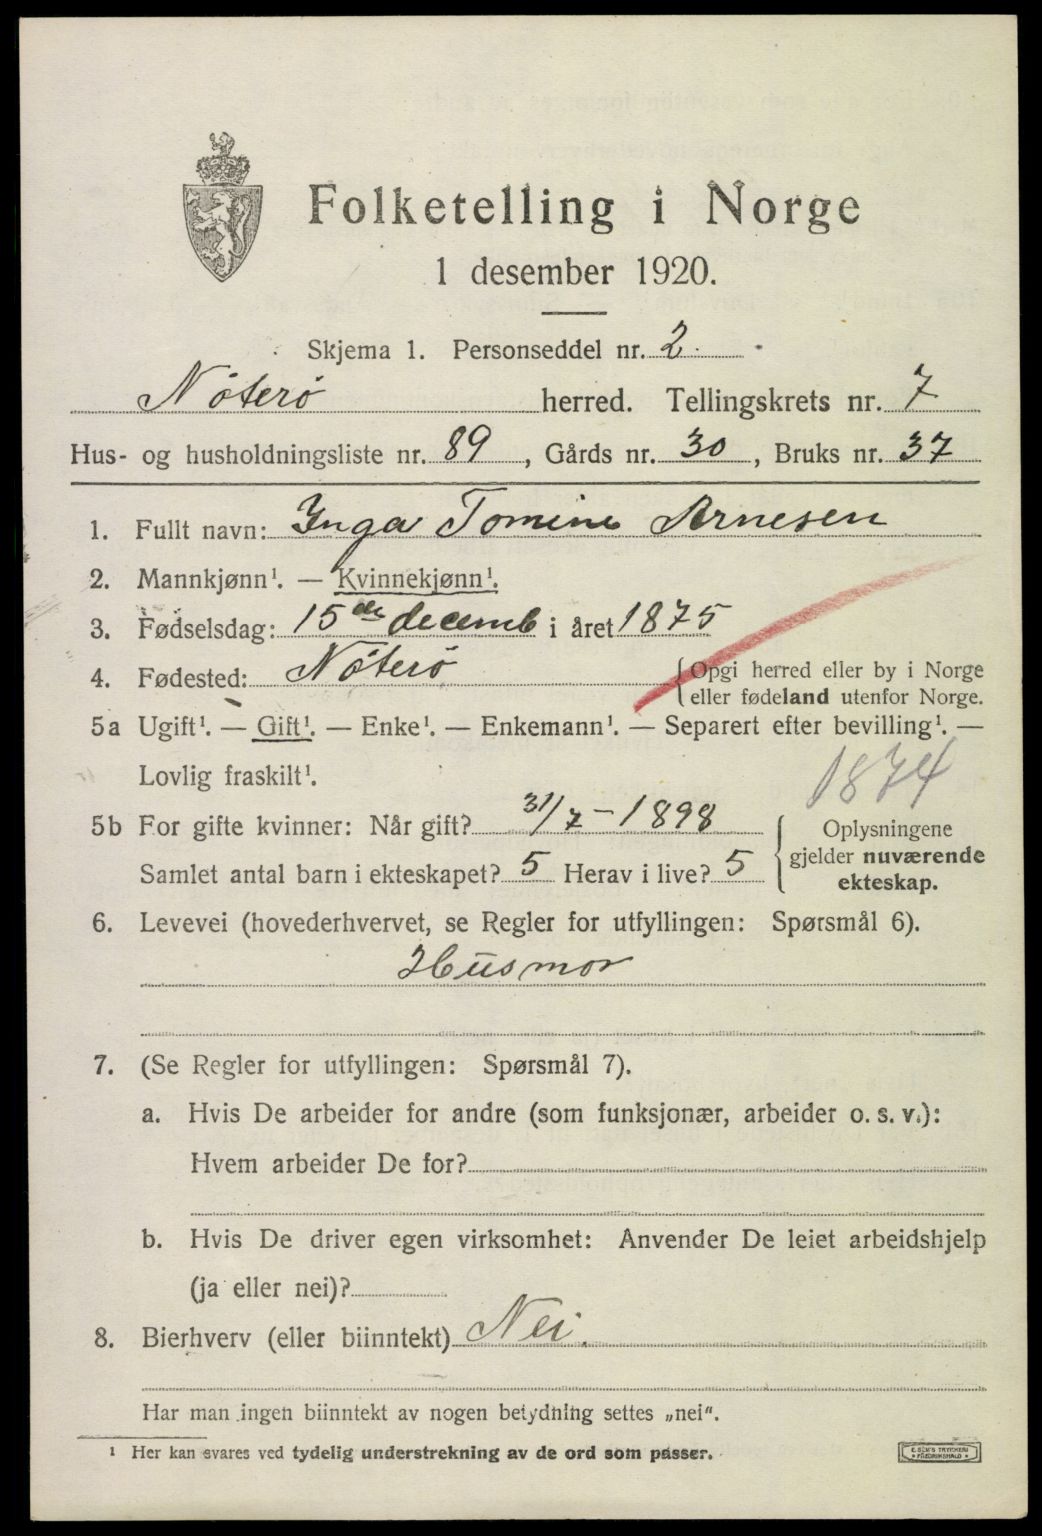 Folketelling i Norge
1 desember 1920.
Skjema 1. Personseddel nr. 2
Nöterö herred. Tellingskrets nr. 7
Hus- og husholdningsliste nr. 89, Gårds nr. 30, Bruks nr. 37
1. Fullt navn: Inga Tomine Arnesen
2. Mannkjønn¹. — Kvinnekjønn¹.
3. Fødselsdag: 15de decemb i året 1875
4. Fødested: Nöterö {Opgi herred eller by i Norge
eller fødeland utenfor Norge.
5a Ugift¹. — Gift¹. — Enke¹. — Enkemann¹. — Separert efter bevilling¹. —
Lovlig fraskilt¹.
1874
5b For gifte kvinner: Når gift? 31/7 – 1898
Samlet antal barn i ekteskapet? 5 Herav i live? 5
{Oplysningene
gjelder nuværende
ekteskap.
6. Levevei (hovederhvervet, se Regler for utfyllingen: Spørsmål 6).
Husmor
7. (Se Regler for utfyllingen: Spørsmål 7).
a. Hvis De arbeider for andre (som funksjonær, arbeider o. s. v.):
Hvem arbeider De for?
b. Hvis De driver egen virksomhet: Anvender De leiet arbeidshjelp
(ja eller nei)?
8. Bierhverv (eller biinntekt) Nei.
Har man ingen biinntekt av nogen betydning settes „nei“.
¹ Her kan svares ved tydelig understrekning av de ord som passer.